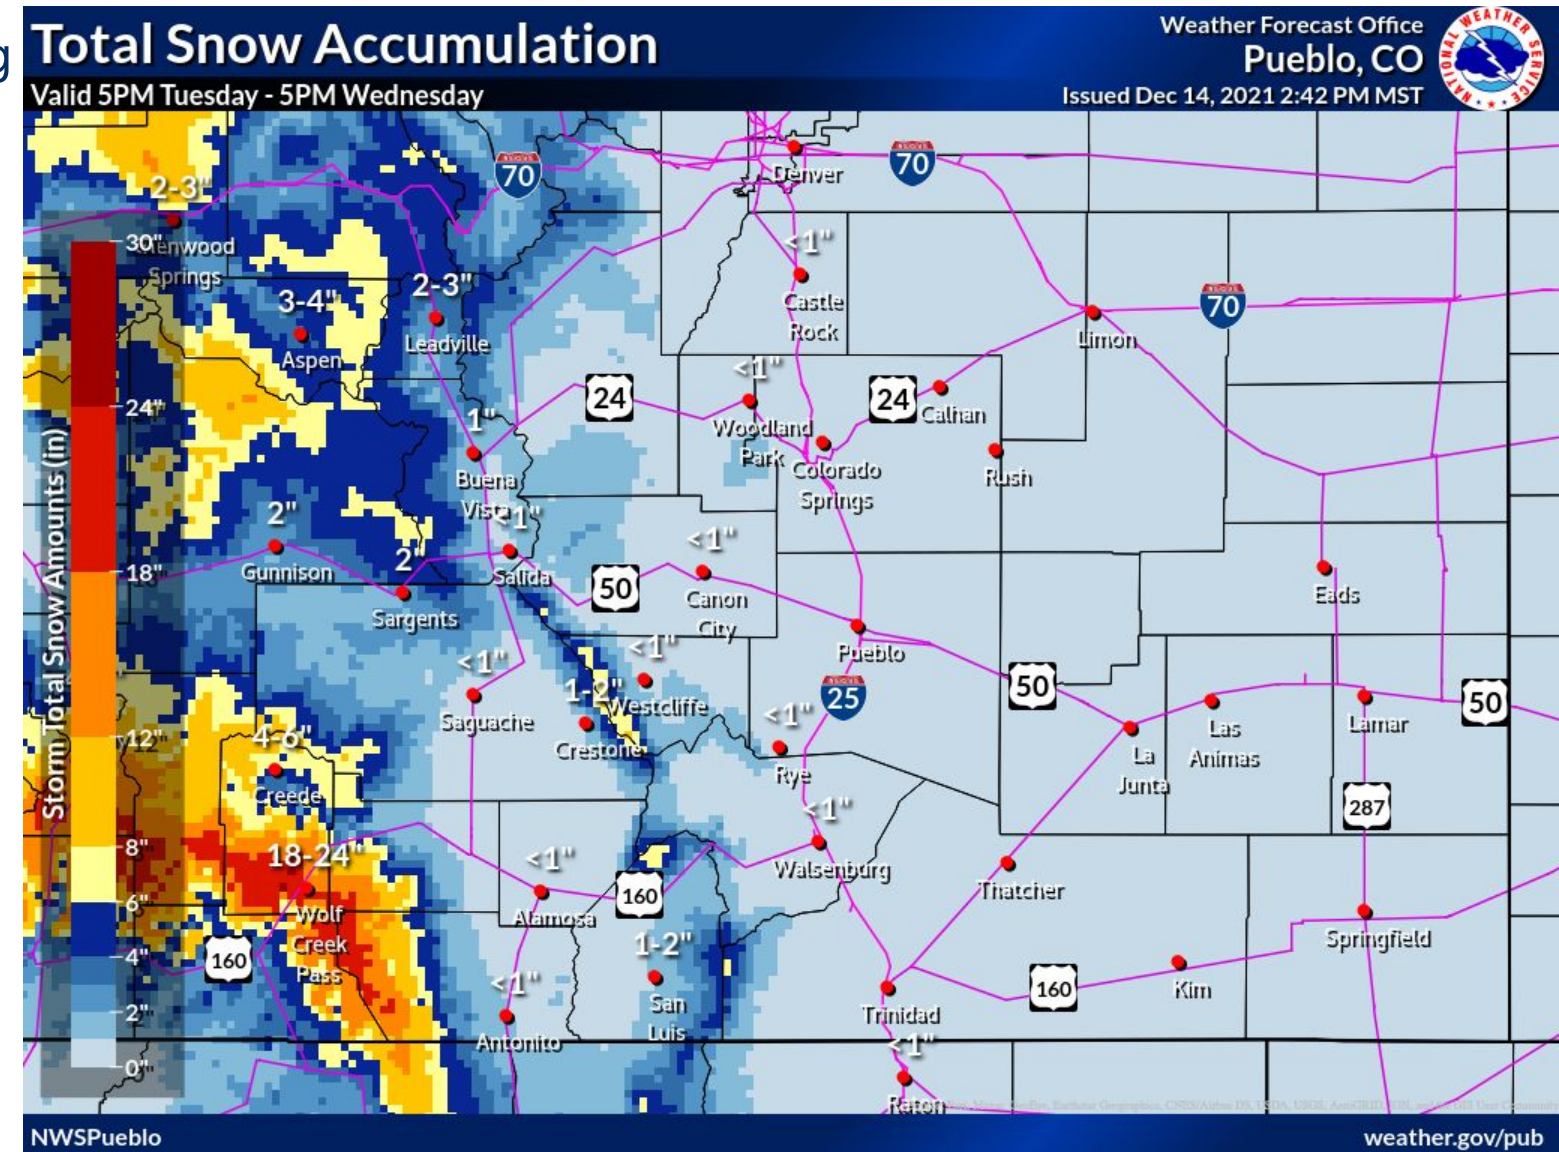 g
Total Snow Accumulation
Valid 5PM Tuesday - 5PM Wednesday
Weather Forecast Office
Pueblo, CO
Issued Dec 14, 2021 2:42 PM MST
NATIONAL WEATHER SERVICE
Storm Total Snow Amounts (in)
30"
24"
18"
12"
8"
6"
4"
2"
0"
2-3"
Glenwood
Springs
70
Denver
70
<1"
Castle
Rock
3-4"
Aspen
2-3"
Leadville
70
Limon
24
<1"
Woodland
Park
24
Calhan
1"
Buena
Vista
Colorado
Springs
Rush
2"
Gunnison
2"
Sargents
<1"
Salida
50
<1"
Canon
City
Eads
Pueblo
<1"
Saguache
1-2"
Crestone
<1"
Westcliffe
25
<1"
Rye
50
La
Junta
Las
Animas
Lamar
50
4-6"
Creede
287
18-24"
Wolf
Creek
Pass
<1"
Alamosa
160
<1"
Walsenburg
Thatcher
Springfield
160
<1"
Antonito
1-2"
San
Luis
Trinidad
160
Kim
<1"
Raton
NWSPueblo
weather.gov/pub